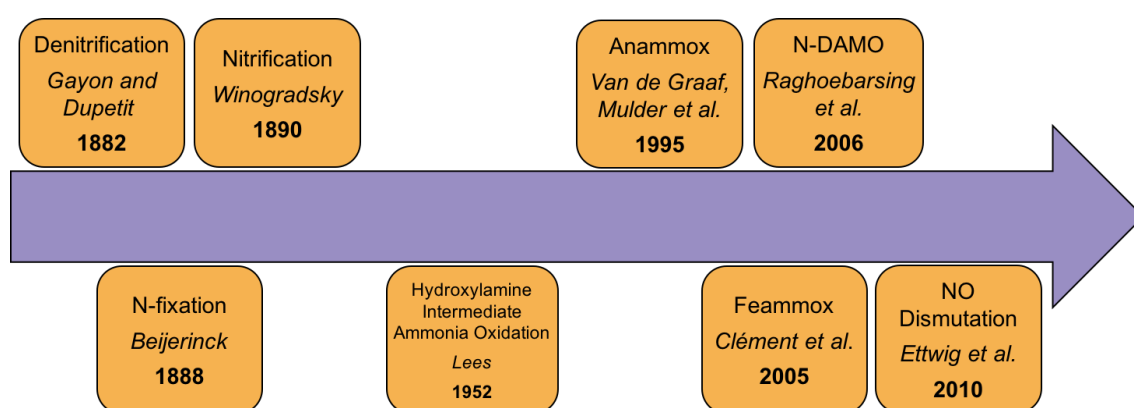 Denitrification
Gayon and
Dupetit
1882
Nitrification
Winogradsky
1890
Anammox
Van de Graaf,
Mulder et al.
1995
N-DAMO
Raghoebarsing
et al.
2006
N-fixation
Beijerinck
1888
Hydroxylamine
Intermediate
Ammonia Oxidation
Lees
1952
Feammox
Clément et al.
2005
NO
Dismutation
Ettwig et al.
2010